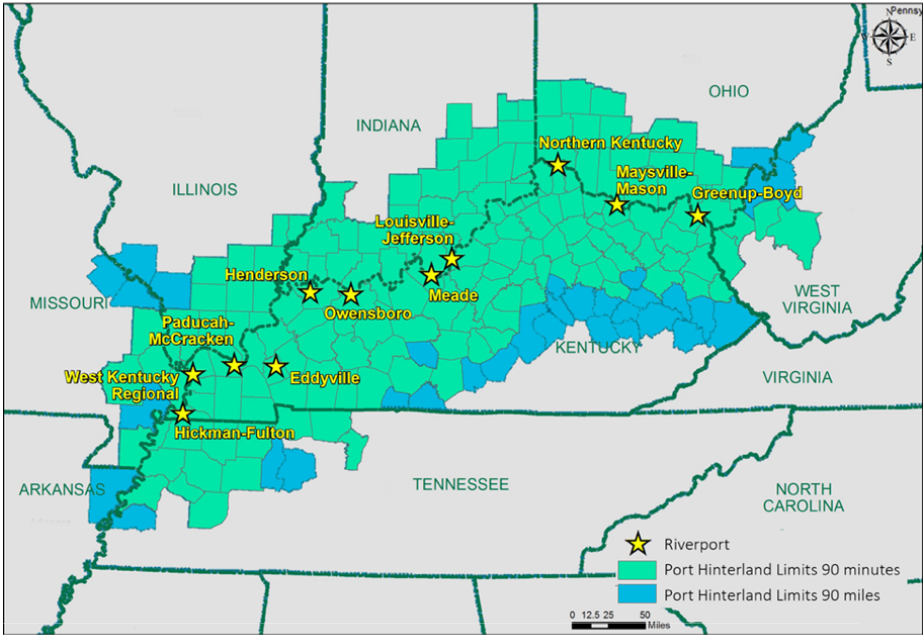 Pennsy
N
W E
S
OHIO
INDIANA
Northern Kentucky
Maysville-
Mason
ILLINOIS
Greenup-Boyd
Louisville-
Jefferson
Henderson
MISSOURI
Meade
WEST
VIRGINIA
Owensboro
Paducah-
McCracken
KENTUCKY
West Kentucky
Regional
Eddyville
VIRGINIA
Hickman-Fulton
ARKANSAS
TENNESSEE
NORTH
CAROLINA
Riverport
Port Hinterland Limits 90 minutes
Port Hinterland Limits 90 miles
0 12.5 25 50
Miles